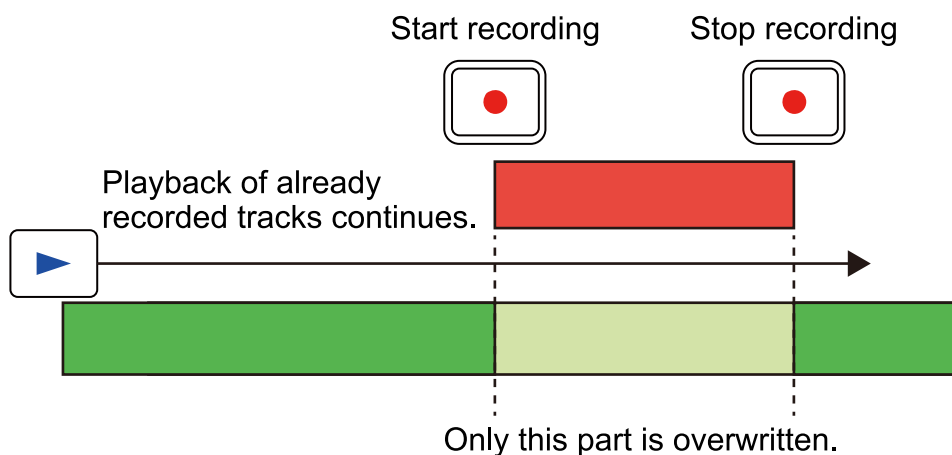 Start recording
Stop recording
Playback of already
recorded tracks continues.
Only this part is overwritten.